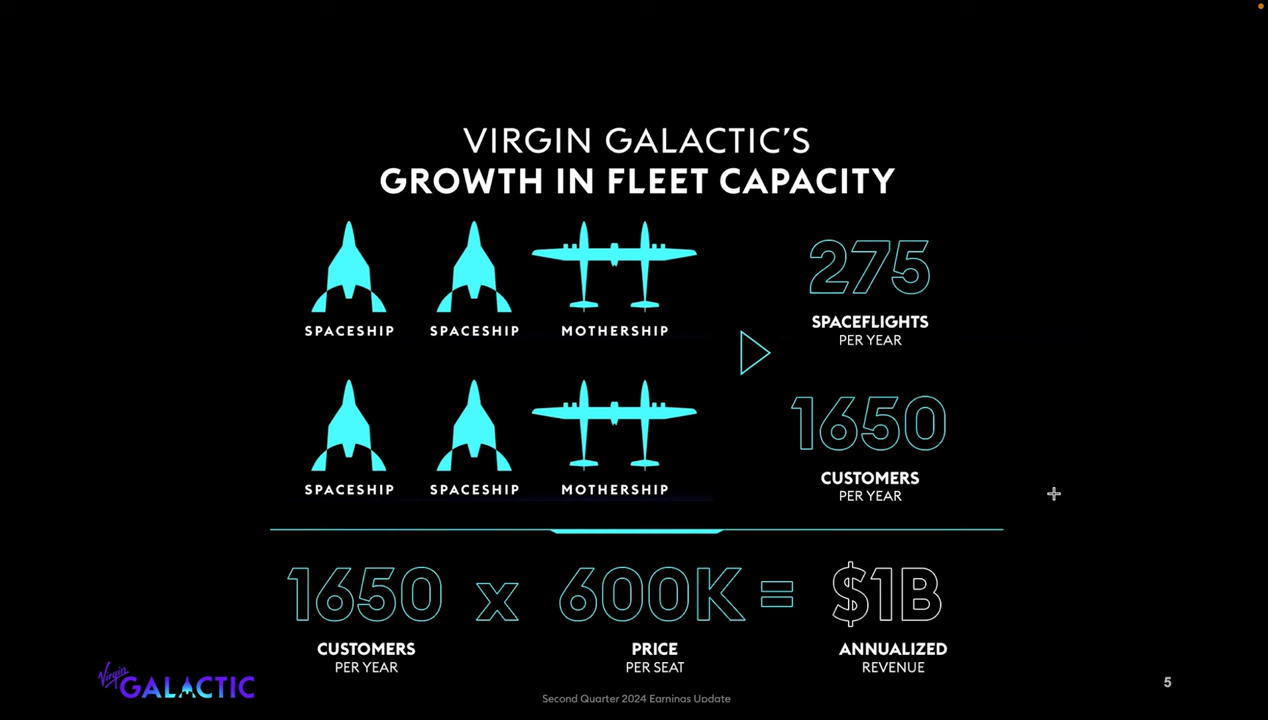 VIRGIN GALACTIC'S
GROWTH IN FLEET CAPACITY
SPACESHIP SPACESHIP MOTHERSHIP
275
SPACEFLIGHTS
PER YEAR
SPACESHIP SPACESHIP MOTHERSHIP
1650
CUSTOMERS
PER YEAR
1650 x 600K = $1B
CUSTOMERS PRICE ANNUALIZED
PER YEAR PER SEAT REVENUE
Virgin
GALACTIC
Second Quarter 2024 Earnings Update
5